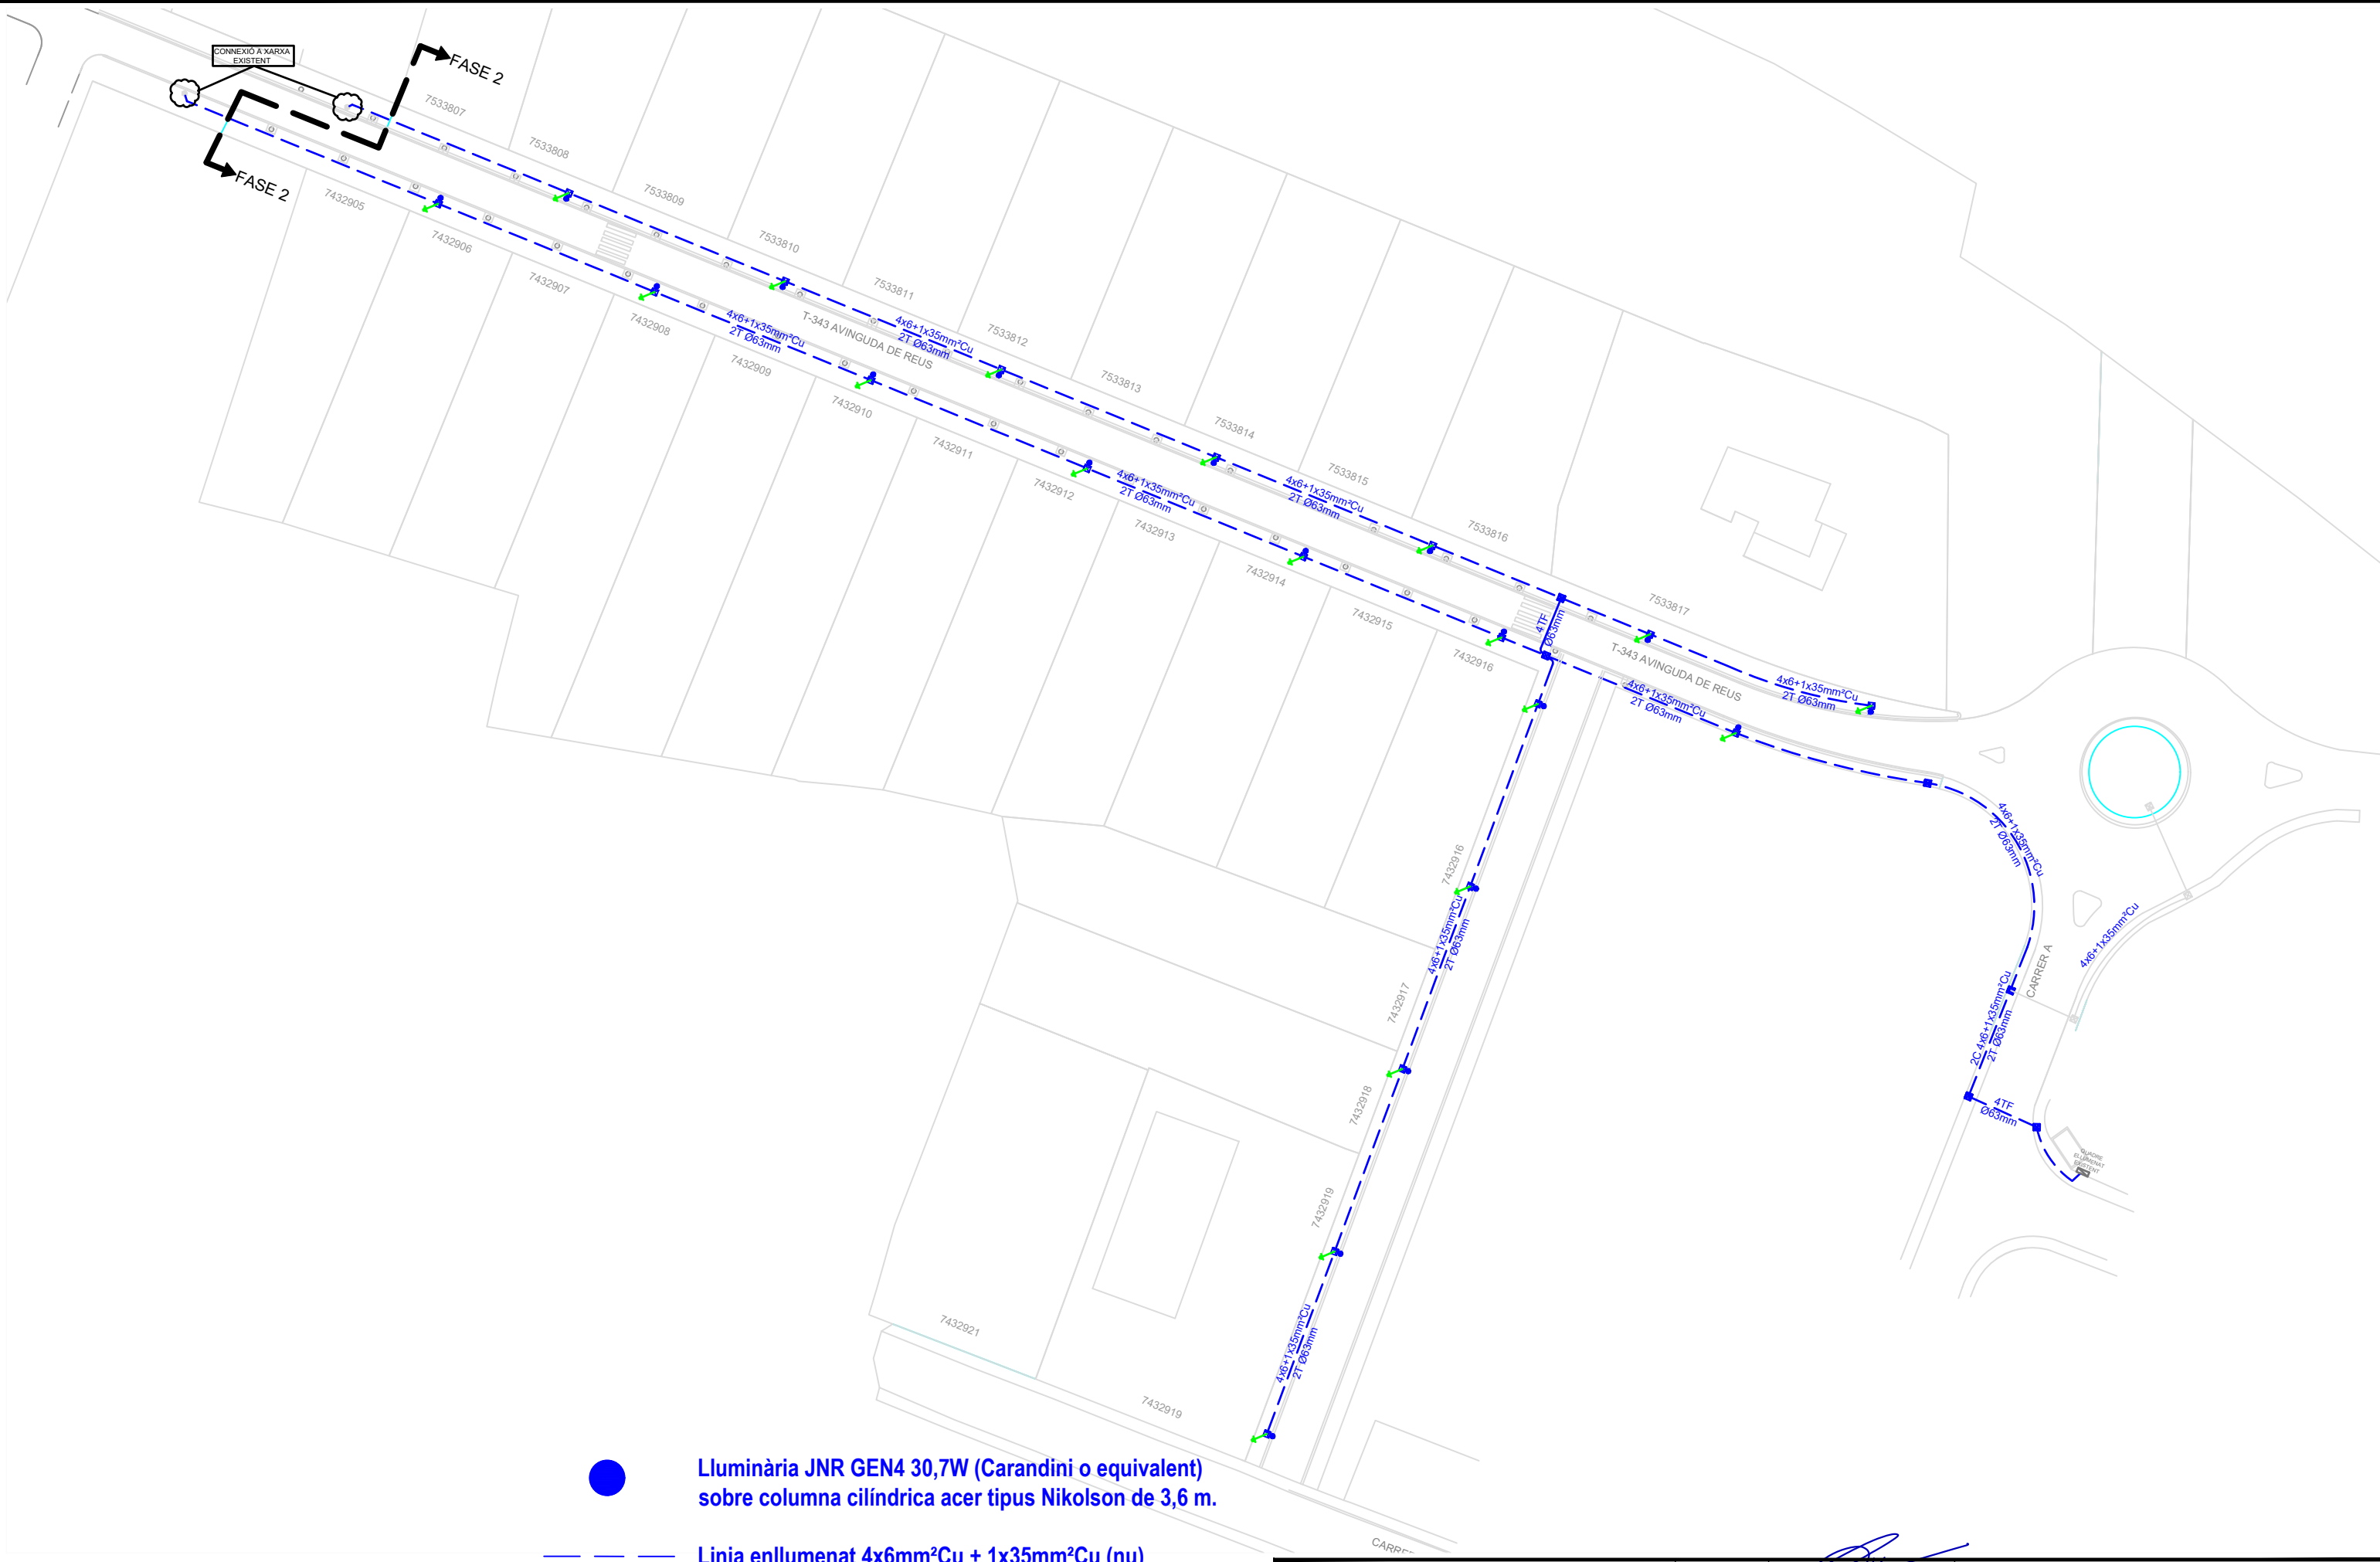 CONNEXIÓ A XARXA
EXISTENT
FASE 2
FASE 2
7533807
7533808
7533809
7533810
7533811
7533812
7533813
7533814
7533815
7533816
7533817
7432905
7432906
7432907
7432908
7432909
7432910
7432911
7432912
7432913
7432914
7432915
7432916
4x6+1x35mm²Cu
2T Ø63mm
T-343 AVINGUDA DE REUS
4x6+1x35mm²Cu
2T Ø63mm
4x6+1x35mm²Cu
2T Ø63mm
4x6+1x35mm²Cu
2T Ø63mm
4TF
Ø63mm
T-343 AVINGUDA DE REUS
4x6+1x35mm²Cu
2T Ø63mm
4x6+1x35mm²Cu
2T Ø63mm
4x6+1x35mm²Cu
2T Ø63mm
4x6+1x35mm²Cu
CARRER A
2C 4x6+1x35mm²Cu
2T Ø63mm
4TF
Ø63mm
QUADRE
ELLUMENAT
EXISTENT
7432916
4x6+1x35mm²Cu
2T Ø63mm
7432917
7432918
7432919
4x6+1x35mm²Cu
2T Ø63mm
7432921
7432919
Lluminària JNR GEN4 30,7W (Carandini o equivalent)
sobre columna cilíndrica acer tipus Nikolson de 3,6 m.
Linia enllumenat 4x6mm²Cu + 1x35mm²Cu (nu)